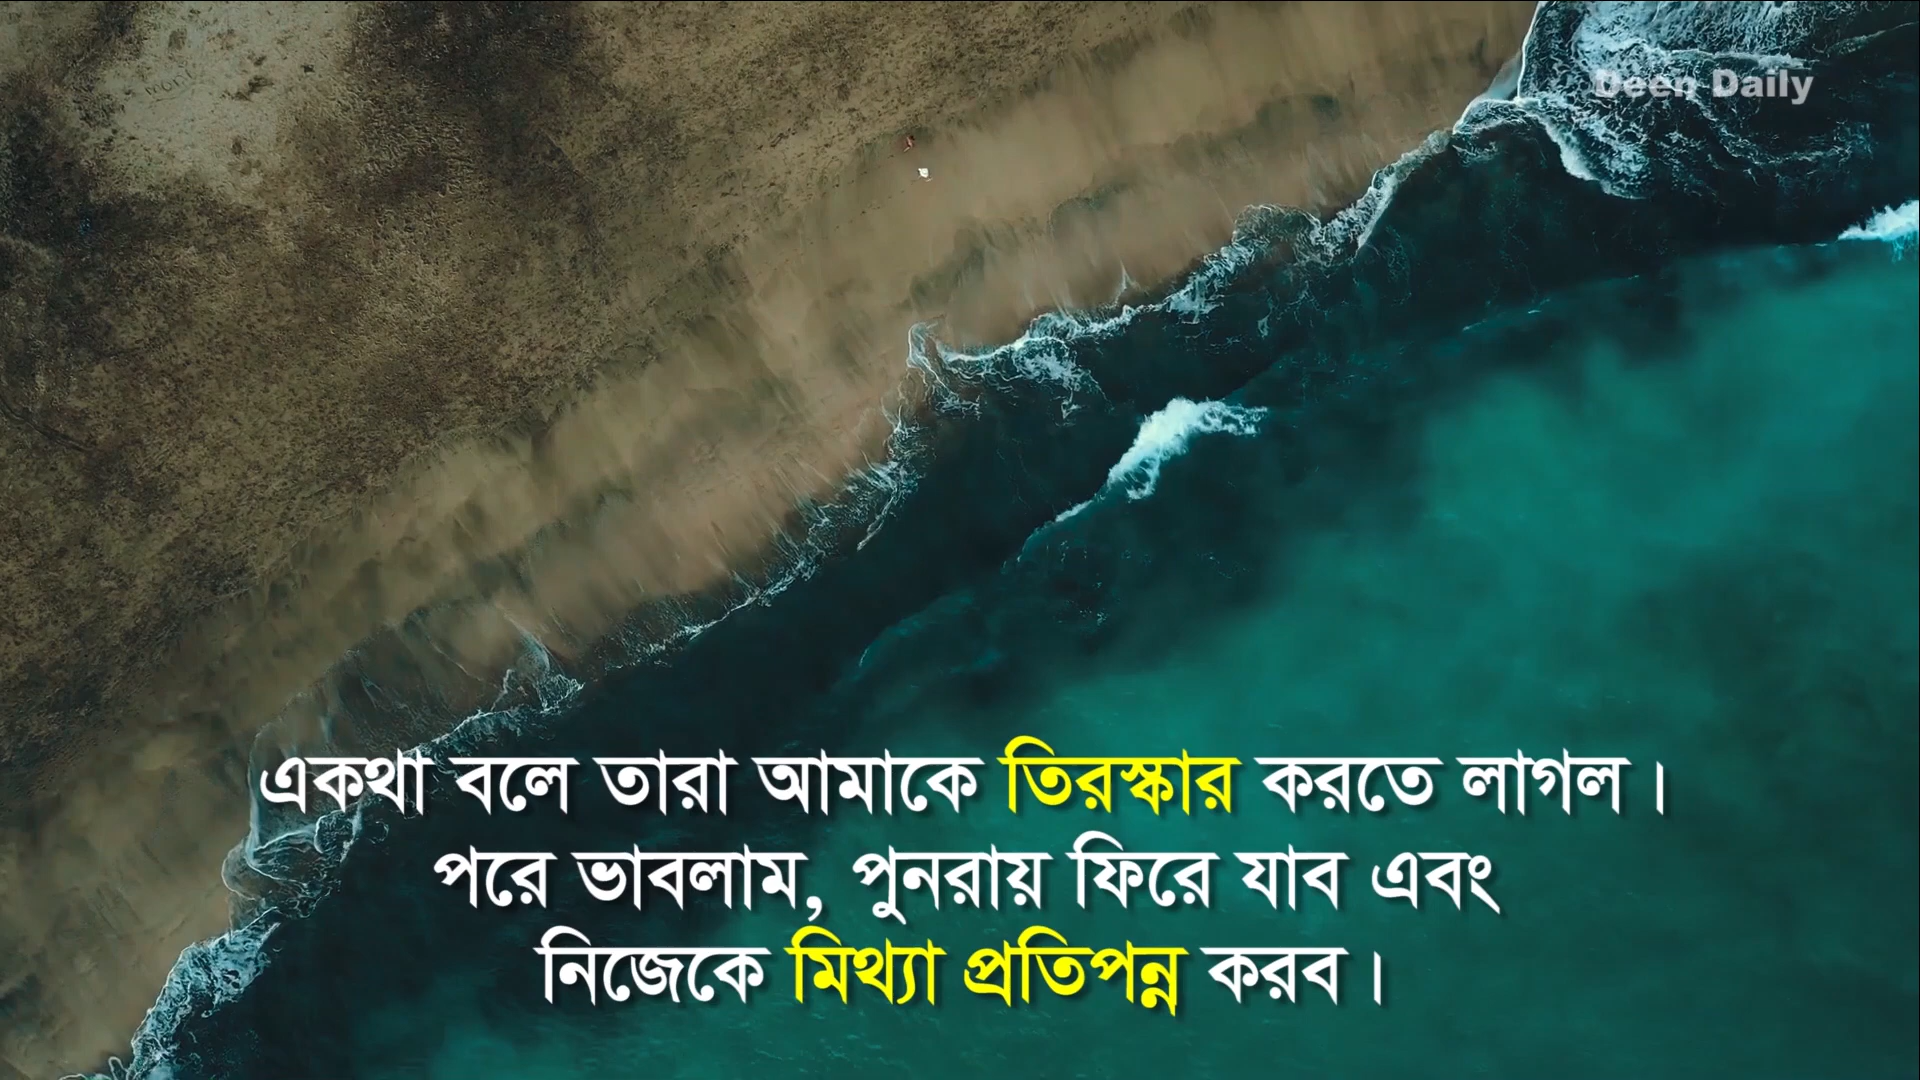 Deen Daily
একথা বলে তারা আমাকে তিরস্কার করতে লাগল।
পরে ভাবলাম, পুনরায় ফিরে যাব এবং
নিজেকে মিথ্যা প্রতিপন্ন করব।